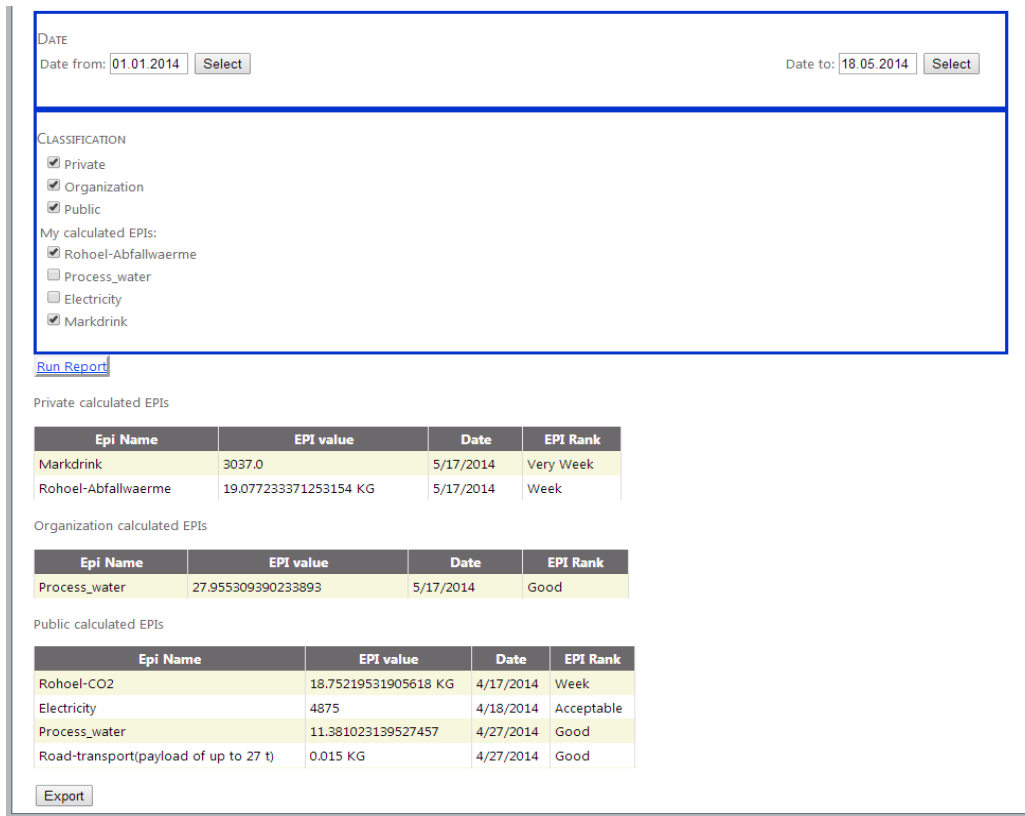 DATE
Date from: 01.01.2014 Select Date to: 18.05.2014 Select
CLASSIFICATION
Private
Organization
Public
My calculated EPIs:
Rohoel-Abfallwaerme
Process_water
Electricity
Markdrink
Run Report
Private calculated EPIs
Epi Name EPI value Date EPI Rank
Markdrink 3037.0 5/17/2014 Very Week
Rohoel-Abfallwaerme 19.077233371253154 KG 5/17/2014 Week
Organization calculated EPIs
Epi Name EPI value Date EPI Rank
Process_water 27.955309390233893 5/17/2014 Good
Public calculated EPIs
Epi Name EPI value Date EPI Rank
Rohoel-CO2 18.75219531905618 KG 4/17/2014 Week
Electricity 4875 4/18/2014 Acceptable
Process_water 11.381023139527457 4/27/2014 Good
Road-transport(payload of up to 27 t) 0.015 KG 4/27/2014 Good
Export